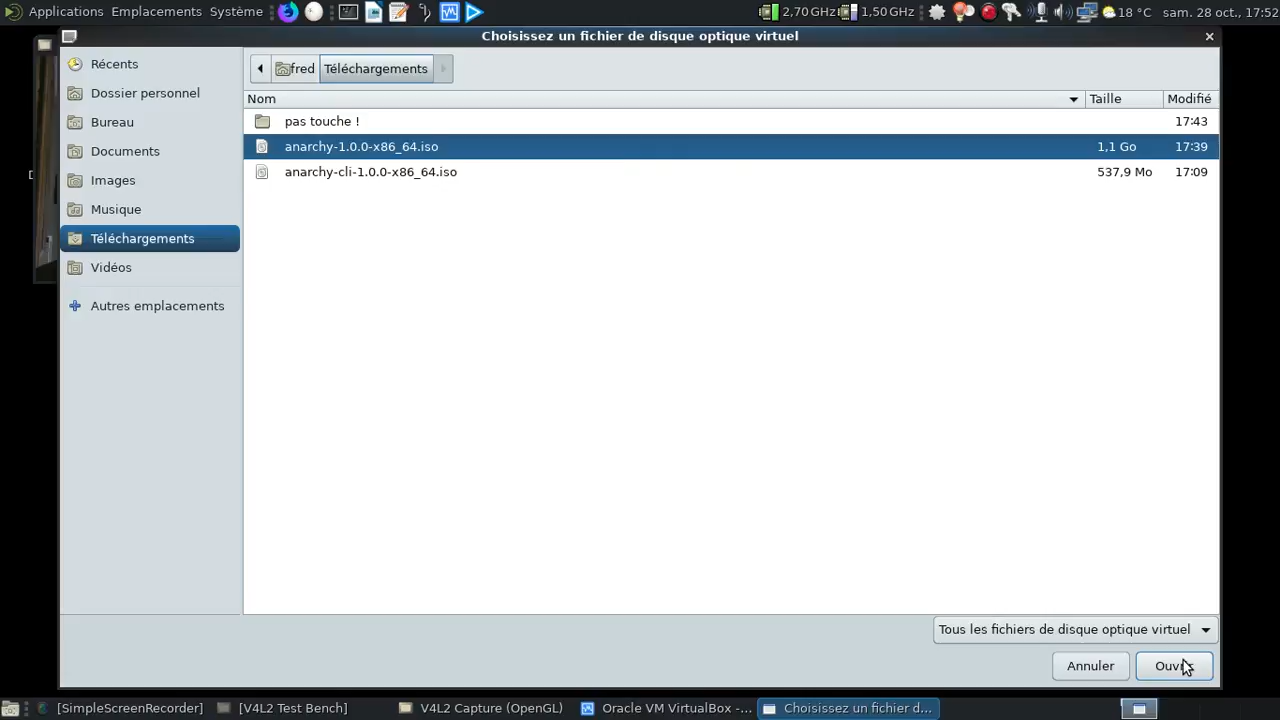 Applications Emplacements Système 2,70 GHz 1,50 GHz 18 °C sam. 28 oct., 17:52
Choisissez un fichier de disque optique virtuel
Récents
Dossier personnel
Bureau
Documents
Images
Musique
Téléchargements
Vidéos
Autres emplacements
fred Téléchargements
Nom Taille Modifié
pas touche ! 17:43
anarchy-1.0.0-x86_64.iso 1,1 Go 17:39
anarchy-cli-1.0.0-x86_64.iso 537,9 Mo 17:09
Tous les fichiers de disque optique virtuel
Annuler Ouvrir
[SimpleScreenRecorder] [V4L2 Test Bench] V4L2 Capture (OpenGL) Oracle VM VirtualBox -... Choisissez un fichier d...